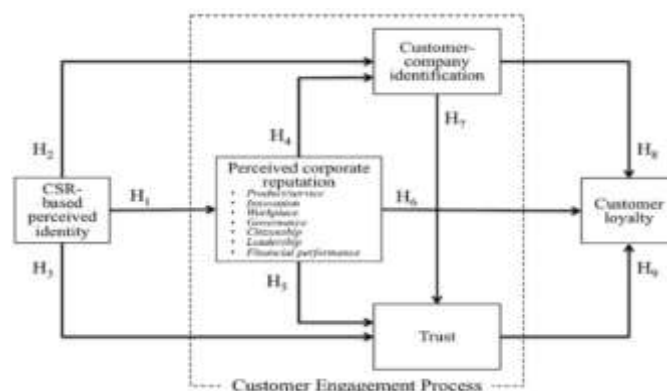 Customer-
company
identification
H2
H4
H7
H8
Perceived corporate
reputation
• Product/service
• Innovation
• Workplace
• Governance
• Citizenship
• Leadership
• Financial performance
CSR-
based
perceived
identity
H1
H6
Customer
loyalty
H3
H5
H9
Trust
Customer Engagement Process